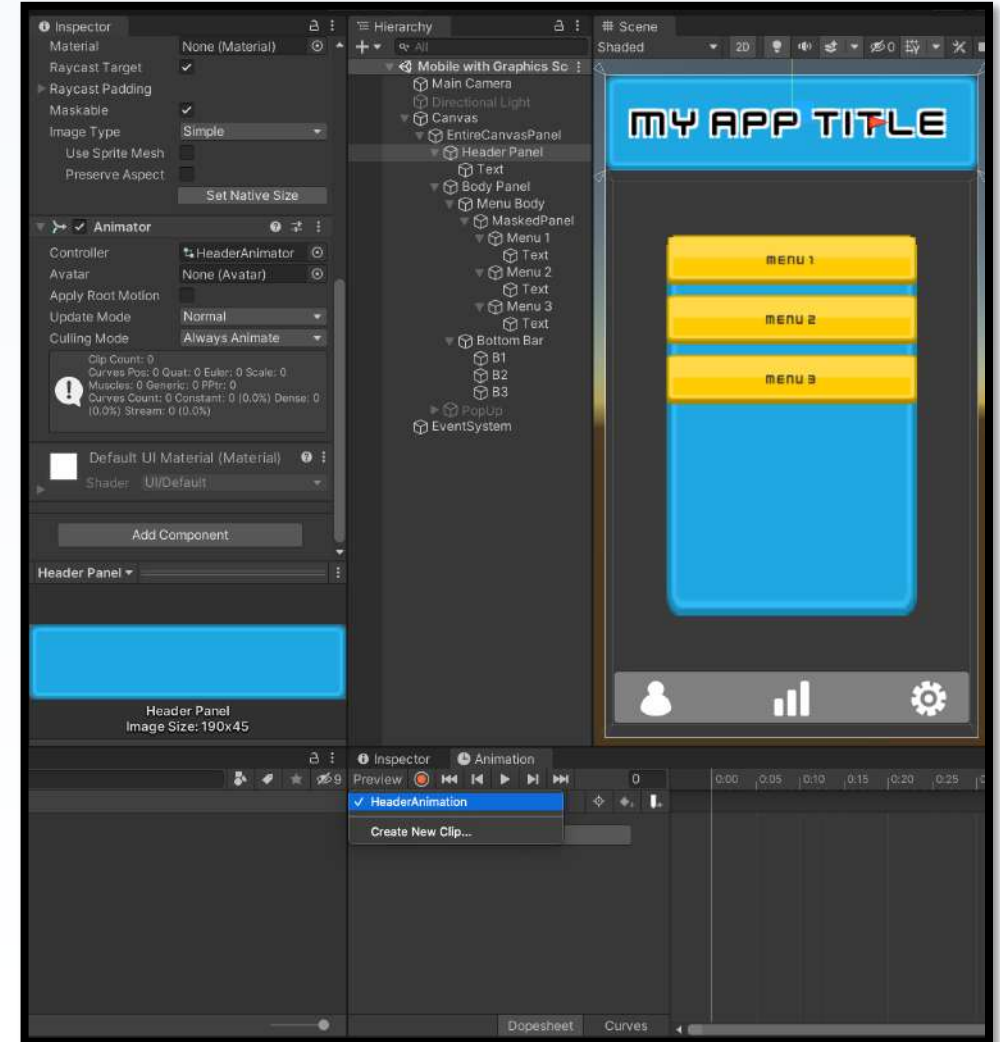 Inspector
Material None (Material)
Raycast Target
Raycast Padding
Maskable
Image Type Simple
Use Sprite Mesh
Preserve Aspect
Set Native Size
Animator
Controller HeaderAnimator
Avatar None (Avatar)
Apply Root Motion
Update Mode Normal
Culling Mode Always Animate
Clip Count: 0
Curves Pos: 0 Quat: 0 Euler: 0 Scale: 0
Muscles: 0 Generic: 0 PPtr: 0
Curves Count: 0 Constant: 0 (0.0%) Dense: 0
(0.0%) Stream: 0 (0.0%)
Default UI Material (Material)
Shader UI/Default
Add Component
Header Panel
Header Panel
Image Size: 190x45
Hierarchy
All
Mobile with Graphics Sc
Main Camera
Directional Light
Canvas
EntireCanvasPanel
Header Panel
Text
Body Panel
Menu Body
MaskedPanel
Menu 1
Text
Menu 2
Text
Menu 3
Text
Bottom Bar
B1
B2
B3
PopUp
EventSystem
Scene
Shaded 2D 0
MY APP TITLE
MENU 1
MENU 2
MENU 3
9
Inspector Animation
Preview 0 0:00 0:05 0:10 0:15 0:20 0:25
HeaderAnimation
Create New Clip...
Dopesheet Curves